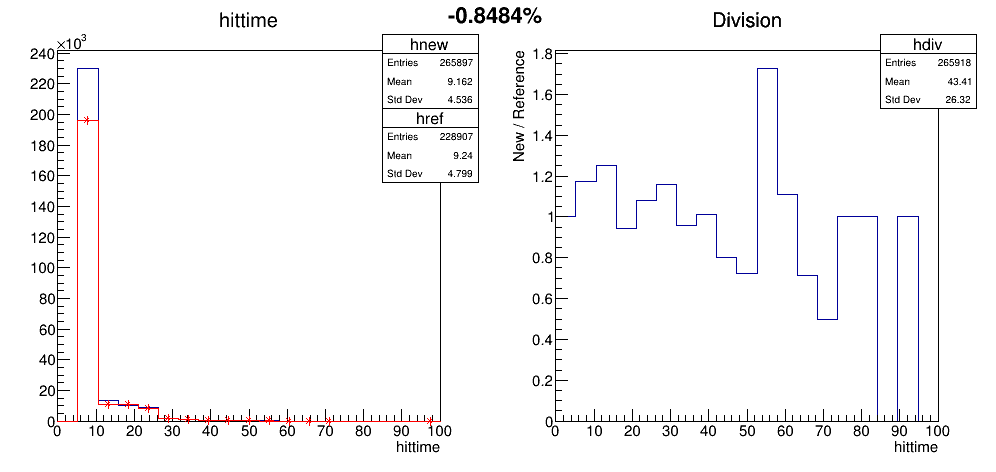 -0.8484%
hittime
×10³
240
220
200
180
160
140
120
100
80
60
40
20
0
0 10 20 30 40 50 60 70 80 90 100
hittime
hnew
Entries 265897
Mean 9.162
Std Dev 4.536
href
Entries 228907
Mean 9.24
Std Dev 4.799
Division
New / Reference
1.8
1.6
1.4
1.2
1
0.8
0.6
0.4
0.2
0
0 10 20 30 40 50 60 70 80 90 100
hittime
hdiv
Entries 265918
Mean 43.41
Std Dev 26.32